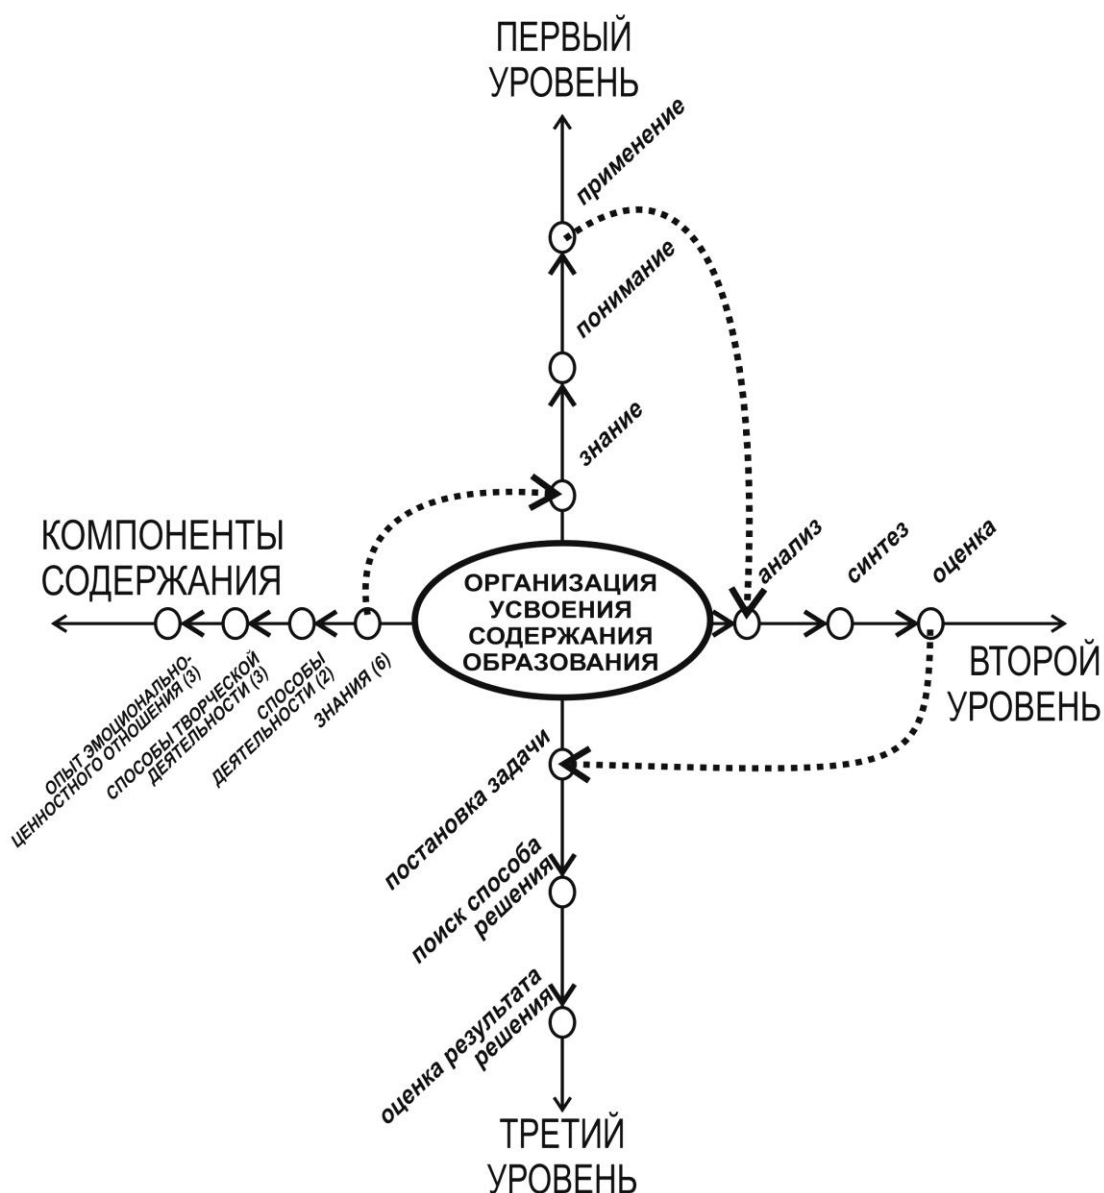 ПЕРВЫЙ
УРОВЕНЬ
применение
понимание
знание
КОМПОНЕНТЫ
СОДЕРЖАНИЯ
ОРГАНИЗАЦИЯ
УСВОЕНИЯ
СОДЕРЖАНИЯ
ОБРАЗОВАНИЯ
анализ
синтез
оценка
ВТОРОЙ
УРОВЕНЬ
ОПЫТ ЭМОЦИОНАЛЬНО-
ЦЕННОСТНОГО ОТНОШЕНИЯ (3)
СПОСОБЫ ТВОРЧЕСКОЙ
ДЕЯТЕЛЬНОСТИ (3)
СПОСОБЫ
ДЕЯТЕЛЬНОСТИ (2)
ЗНАНИЯ (6)
постановка задачи
поиск способа
решения
оценка результата
решения
ТРЕТИЙ
УРОВЕНЬ